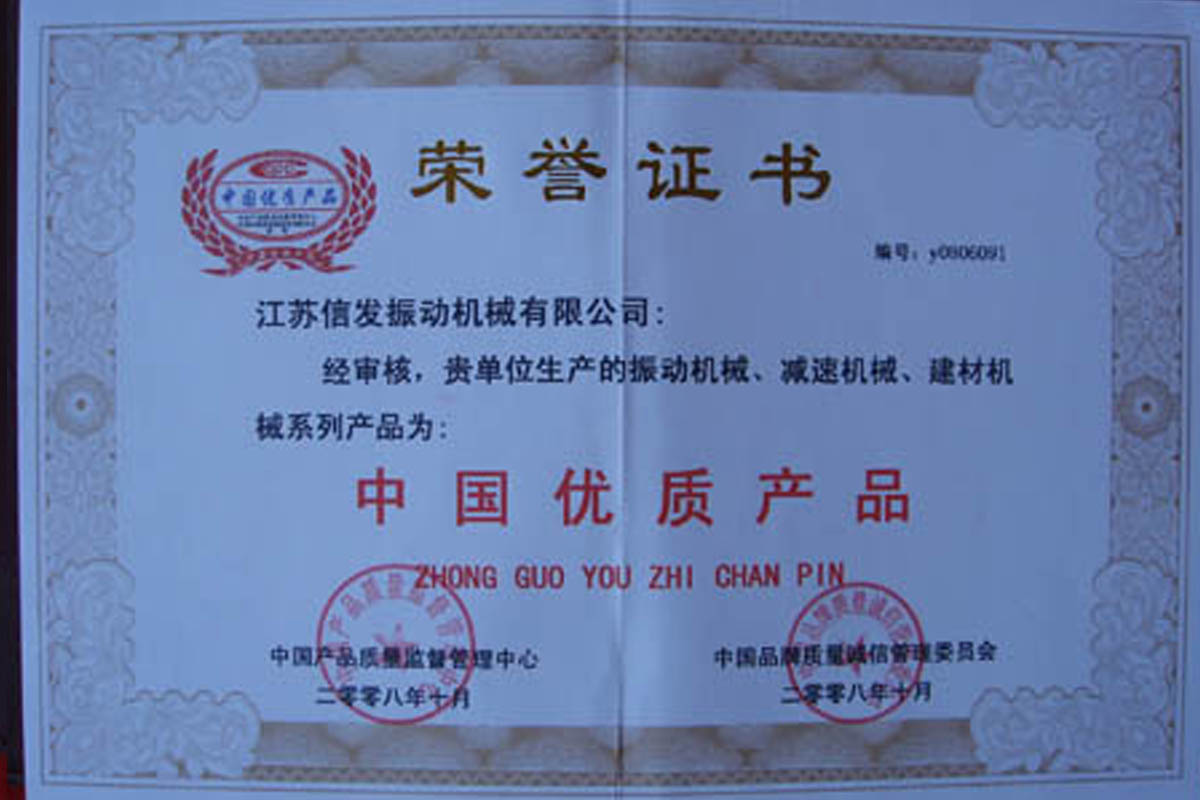 荣誉证书
中国优质产品
编号：y0806091
江苏信发振动机械有限公司：
经审核，贵单位生产的振动机械、减速机械、建材机
械系列产品为：
中国优质产品
ZHONG GUO YOU ZHI CHAN PIN
中国产品质量监督管理中心
二零零八年十月
中国品牌质量诚信管理委员会
二零零八年十月